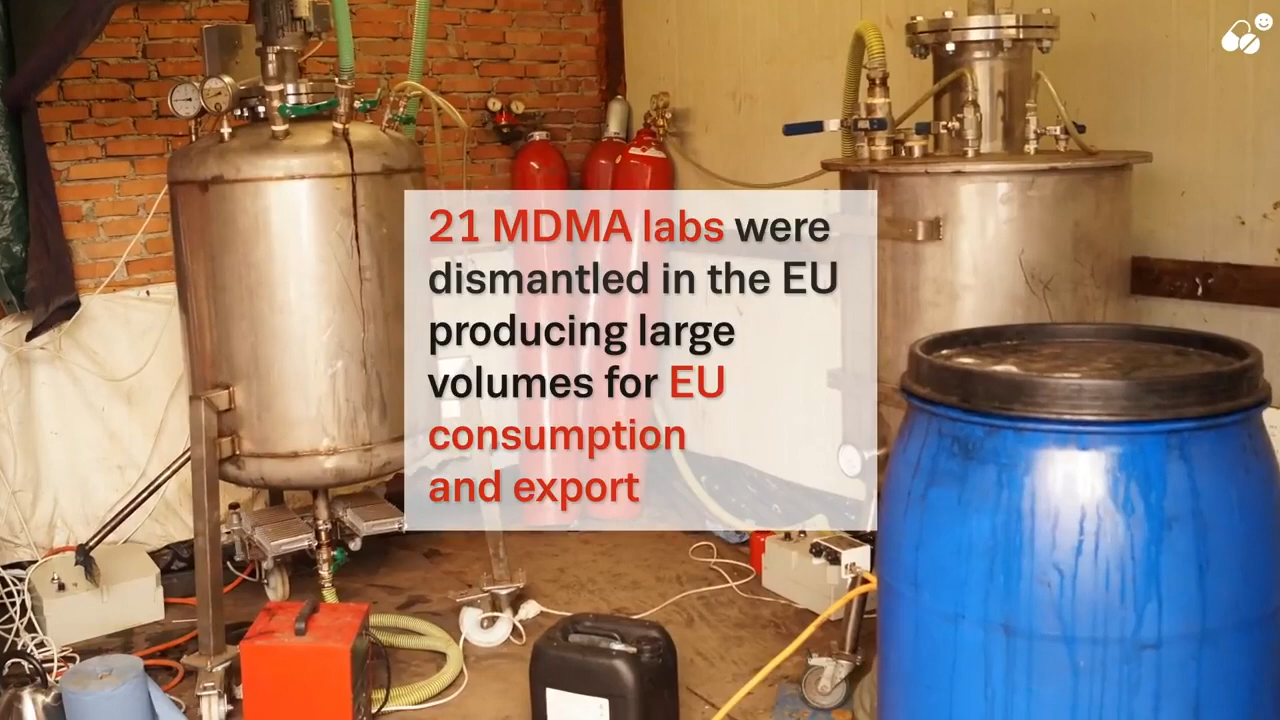 21 MDMA labs were
dismantled in the EU
producing large
volumes for EU
consumption
and export